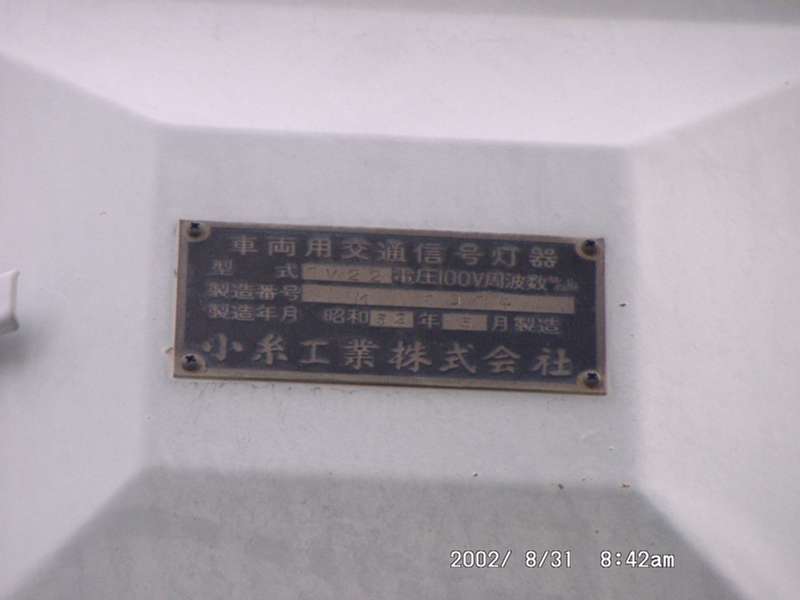 車両用交通信号灯器
型 式 電圧100V周波数
製造番号
製造年月 昭和 年 月製造
小糸工業株式会社
2002/ 8/31 8:42am